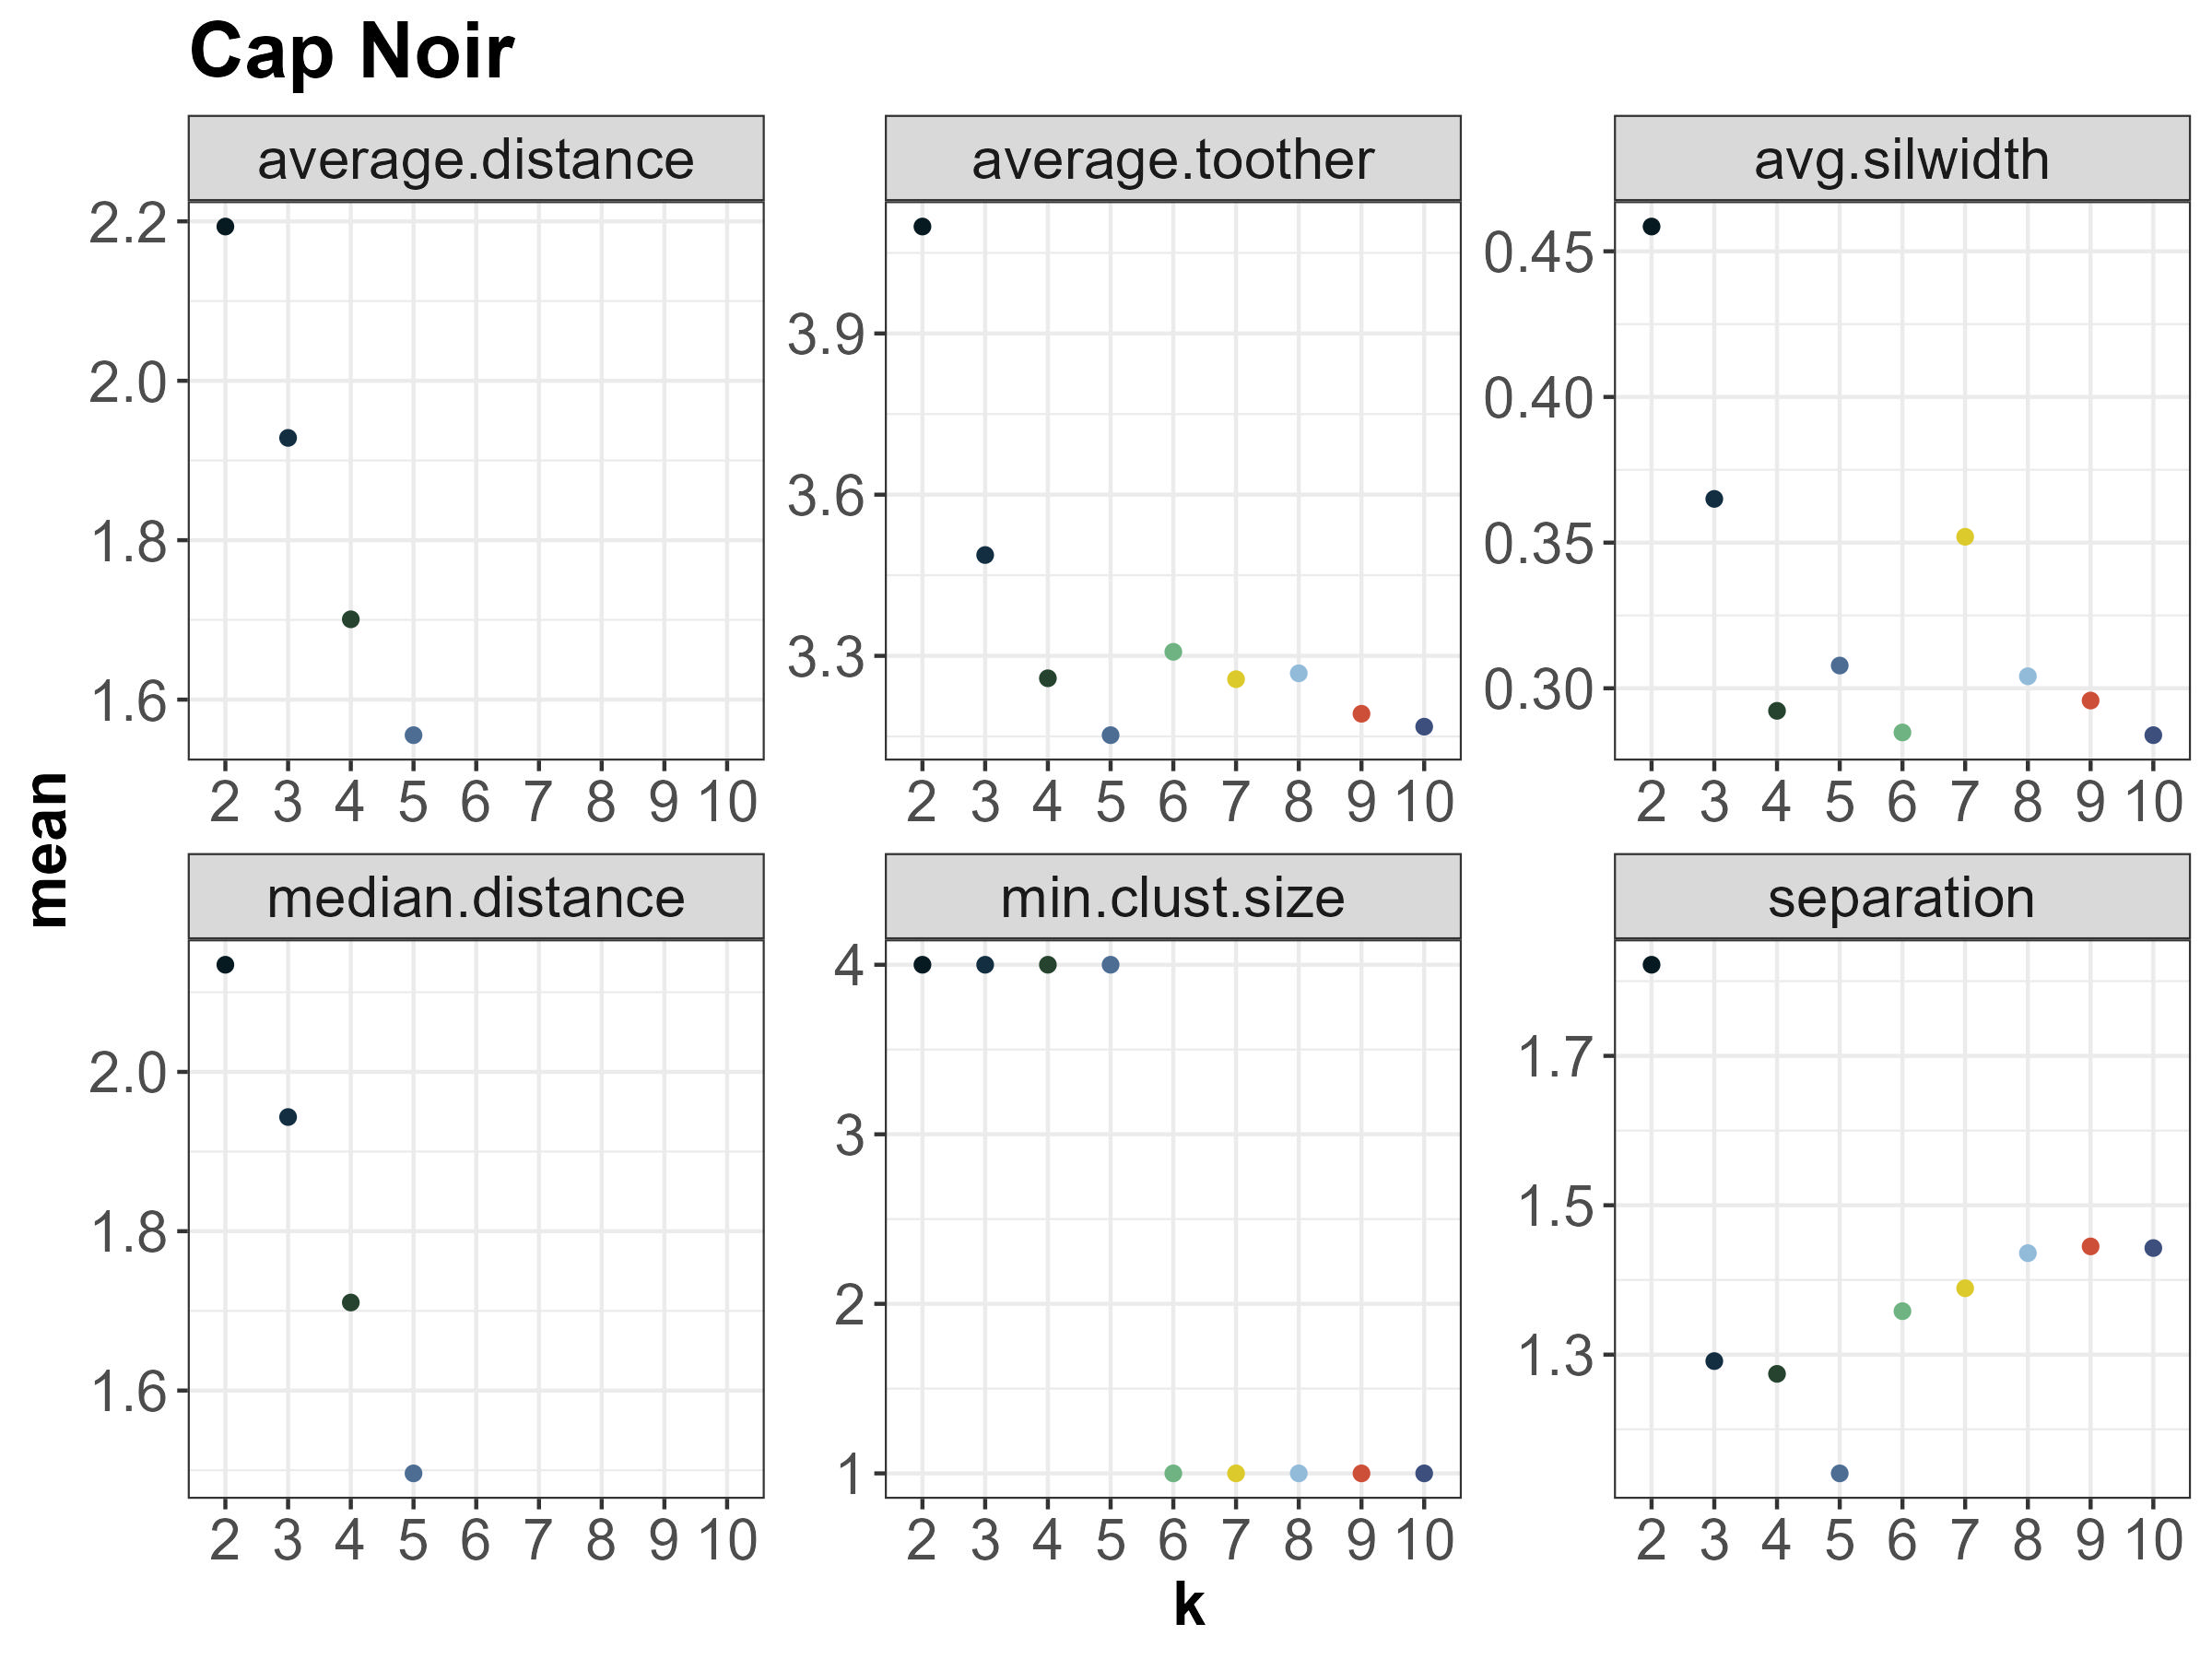 Cap Noir
average.distance
average.toother
avg.silwidth
2.2
2.0
1.8
1.6
3.9
3.6
3.3
0.45
0.40
0.35
0.30
2 3 4 5 6 7 8 9 10
2 3 4 5 6 7 8 9 10
2 3 4 5 6 7 8 9 10
mean
median.distance
min.clust.size
separation
2.0
1.8
1.6
4
3
2
1
1.7
1.5
1.3
2 3 4 5 6 7 8 9 10
2 3 4 5 6 7 8 9 10
2 3 4 5 6 7 8 9 10
k